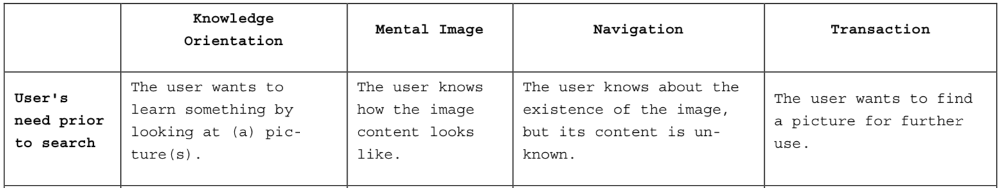 Knowledge
Orientation
Mental Image
Navigation
Transaction
User's
need prior
to search
The user wants to
learn something by
looking at (a) pic-
ture(s).
The user knows
how the image
content looks
like.
The user knows about the
existence of the image,
but its content is un-
known.
The user wants to find
a picture for further
use.